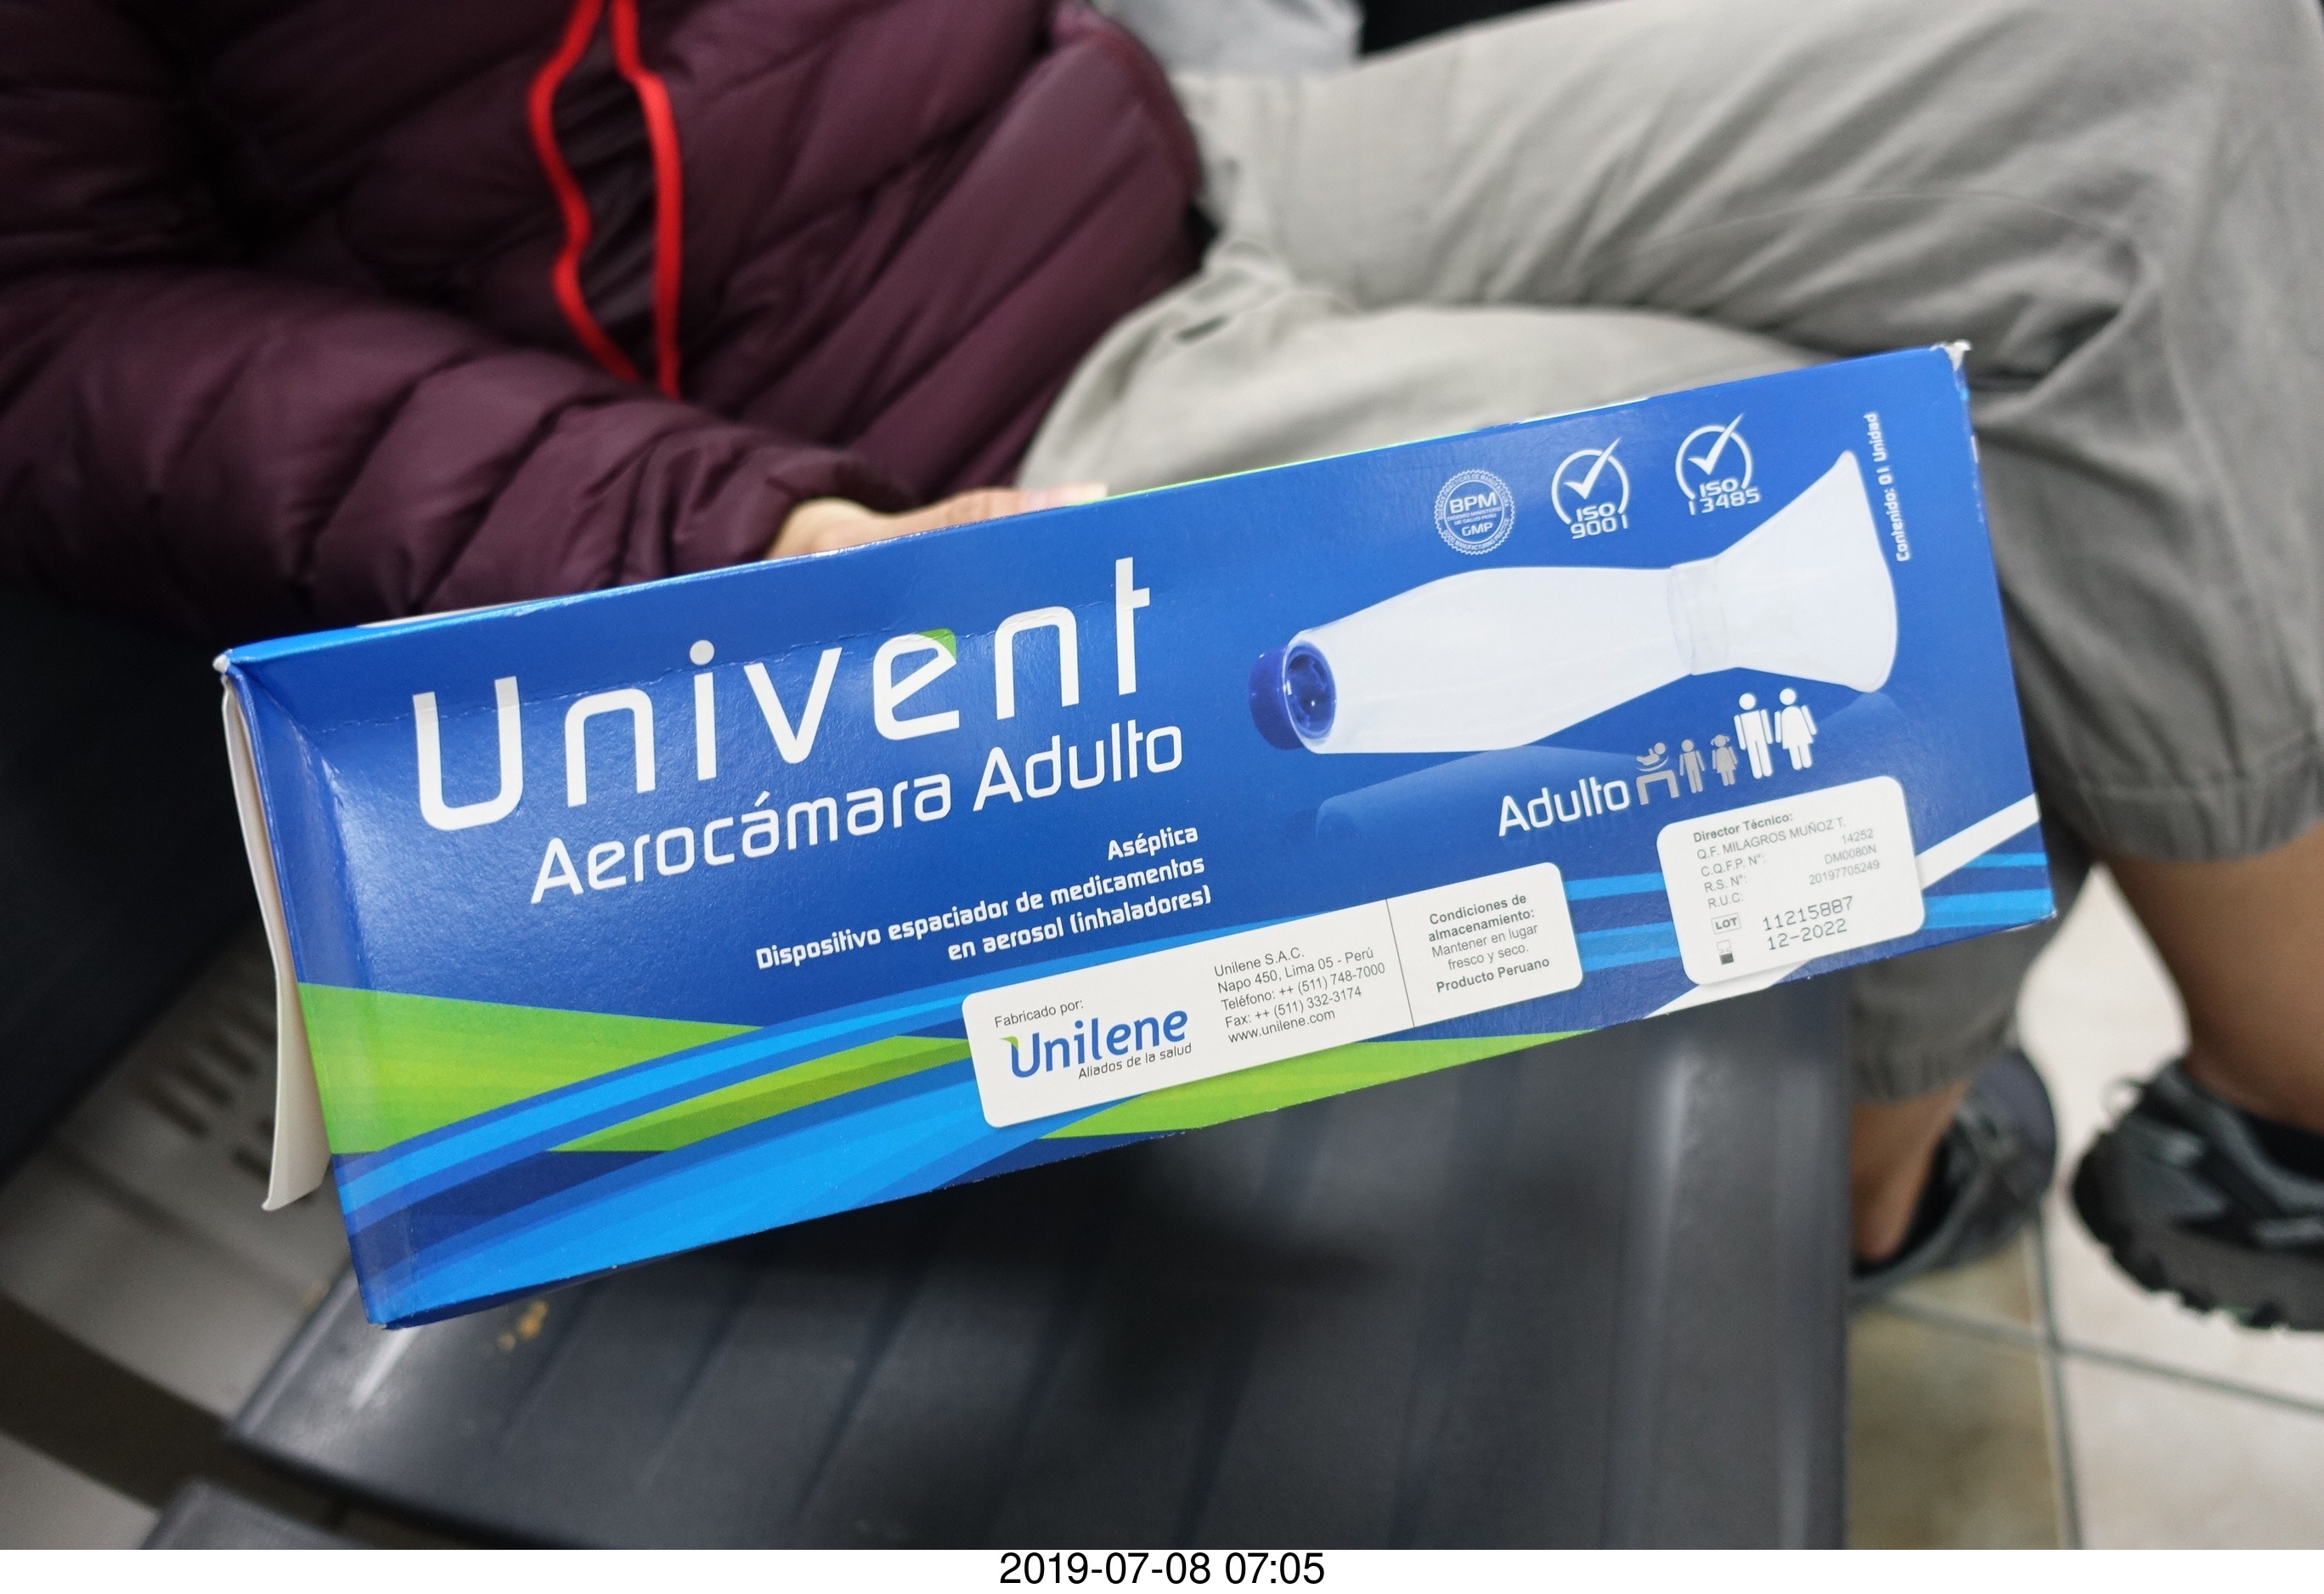 Univent
Aerocámara Adulto
Aséptica
Dispositivo espaciador de medicamentos
en aerosol (inhaladores)
BPM
GMP
ISO
9001
ISO
13485
Contenido: 01 Unidad
Adulto
Fabricado por:
Unilene
Aliados de la salud
Unilene S.A.C.
Napo 450, Lima 05 - Perú
Teléfono: ++ (511) 748-7000
Fax: ++ (511) 332-3174
www.unilene.com
Condiciones de
almacenamiento:
Mantener en lugar
fresco y seco.
Producto Peruano
Director Técnico:
Q.F. MILAGROS MUÑOZ T.
C.Q.F.P. N°: 14252
R.S. N°: DM0080N
R.U.C: 20197705249
LOT 11215887
12-2022
2019-07-08 07:05